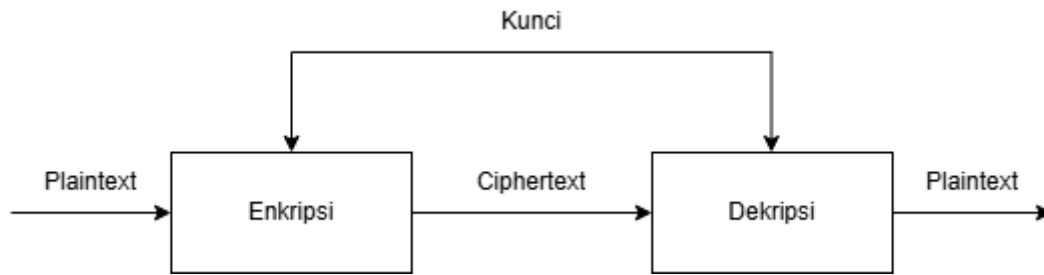 Kunci
Plaintext
Enkripsi
Ciphertext
Dekripsi
Plaintext